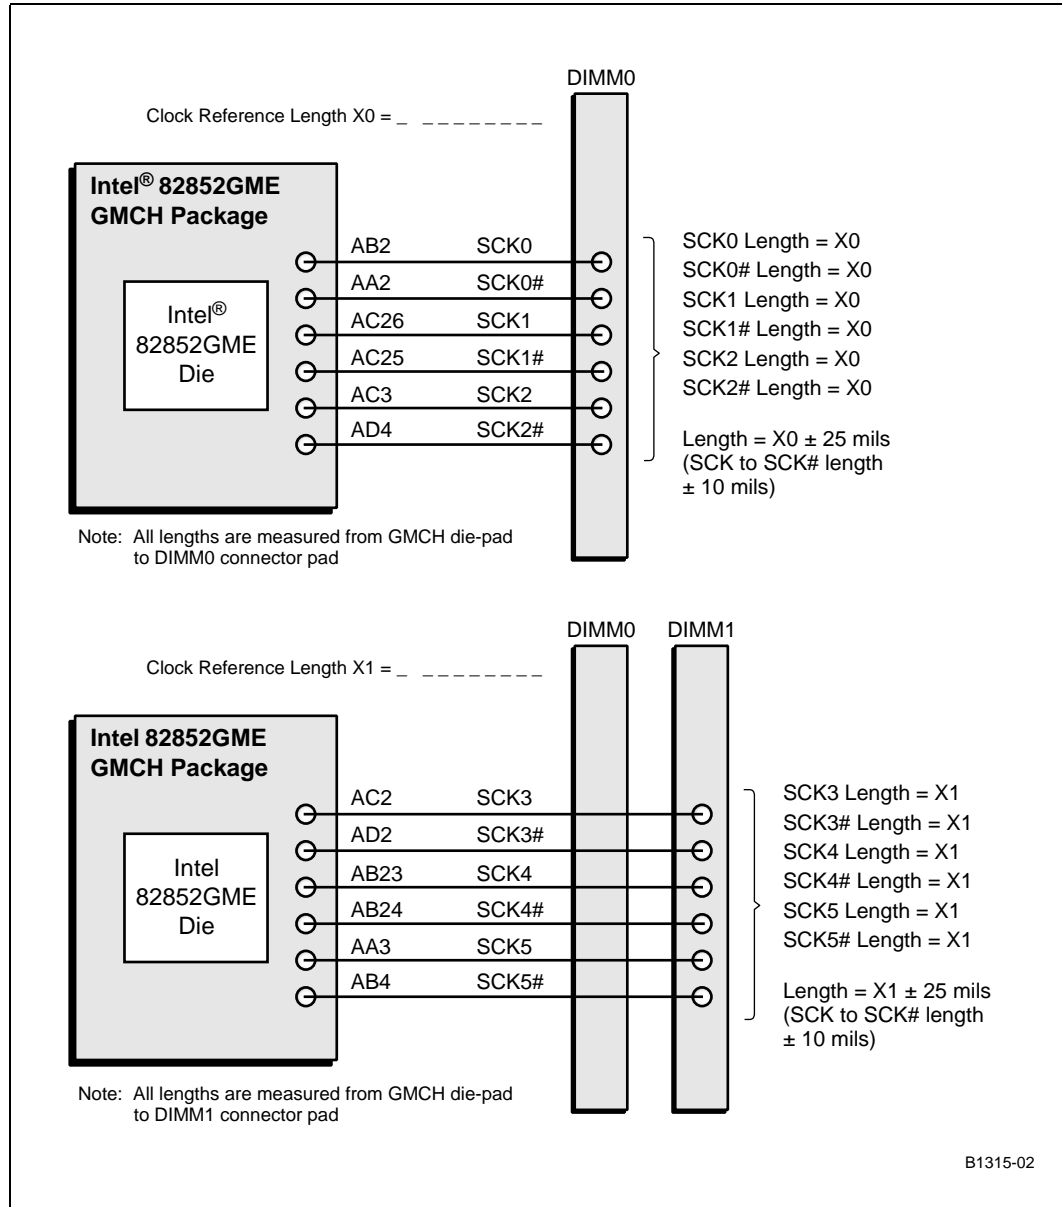 DIMM0
Clock Reference Length X0 = _ _ _ _ _ _ _ _ _
Intel® 82852GME
GMCH Package
Intel®
82852GME
Die
AB2 SCK0
AA2 SCK0#
AC26 SCK1
AC25 SCK1#
AC3 SCK2
AD4 SCK2#
SCK0 Length = X0
SCK0# Length = X0
SCK1 Length = X0
SCK1# Length = X0
SCK2 Length = X0
SCK2# Length = X0
Length = X0 ± 25 mils
(SCK to SCK# length
± 10 mils)
Note: All lengths are measured from GMCH die-pad
to DIMM0 connector pad
DIMM0 DIMM1
Clock Reference Length X1 = _ _ _ _ _ _ _ _ _
Intel 82852GME
GMCH Package
Intel
82852GME
Die
AC2 SCK3
AD2 SCK3#
AB23 SCK4
AB24 SCK4#
AA3 SCK5
AB4 SCK5#
SCK3 Length = X1
SCK3# Length = X1
SCK4 Length = X1
SCK4# Length = X1
SCK5 Length = X1
SCK5# Length = X1
Length = X1 ± 25 mils
(SCK to SCK# length
± 10 mils)
Note: All lengths are measured from GMCH die-pad
to DIMM1 connector pad
B1315-02